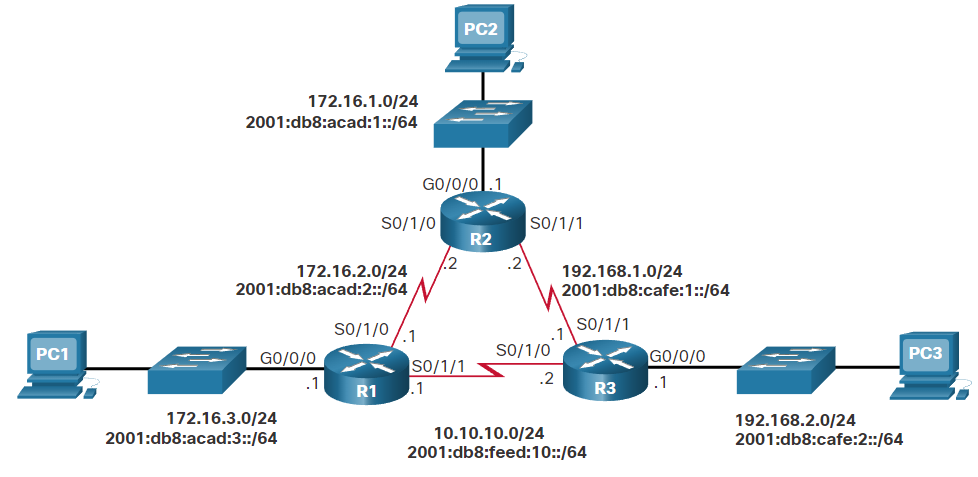 PC2
172.16.1.0/24
2001:db8:acad:1::/64
G0/0/0 .1
S0/1/0
R2
S0/1/1
.2
.2
172.16.2.0/24
2001:db8:acad:2::/64
192.168.1.0/24
2001:db8:cafe:1::/64
S0/1/0
.1
.1
S0/1/1
PC1
G0/0/0
.1
R1
S0/1/1
.1
S0/1/0
.2
R3
G0/0/0
.1
PC3
172.16.3.0/24
2001:db8:acad:3::/64
10.10.10.0/24
2001:db8:feed:10::/64
192.168.2.0/24
2001:db8:cafe:2::/64